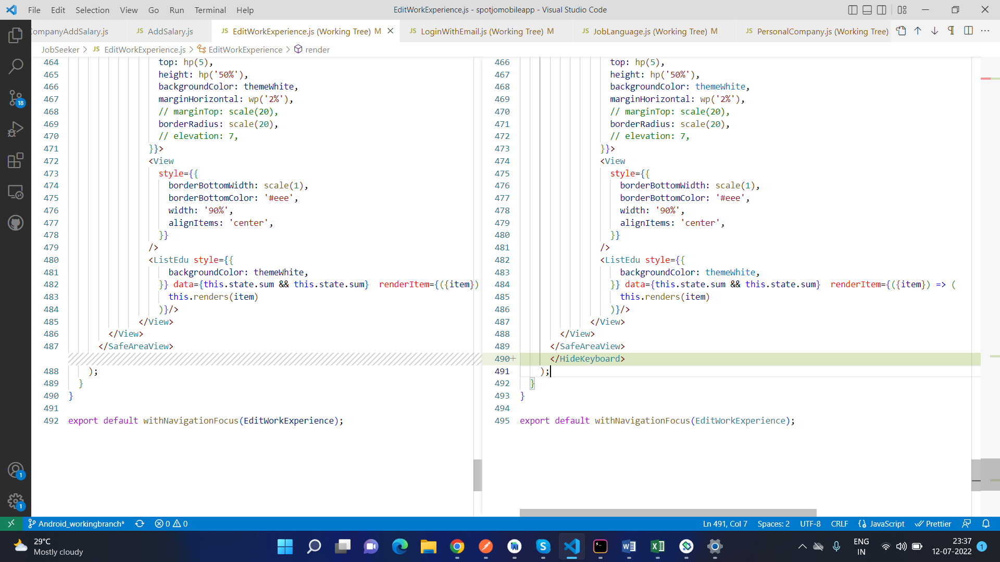 File Edit Selection View Go Run Terminal Help
EditWorkExperience.js - spotjomobileapp - Visual Studio Code
CompanyAddSalary.js
JS AddSalary.js
JS EditWorkExperience.js (Working Tree) M
JS LoginWithEmail.js (Working Tree) M
JS JobLanguage.js (Working Tree) M
JS PersonalCompany.js (Working Tree)
JobSeeker > JS EditWorkExperience.js > EditWorkExperience > render
464 top: hp(5),
465 height: hp('50%'),
466 backgroundColor: themeWhite,
467 marginHorizontal: wp('2%'),
468 // marginTop: scale(20),
469 borderRadius: scale(20),
470 // elevation: 7,
471 }}>
472 <View
473 style={{
474 borderBottomWidth: scale(1),
475 borderBottomColor: '#eee',
476 width: '90%',
477 alignItems: 'center',
478 }}
479 />
480 <ListEdu style={{
481 backgroundColor: themeWhite,
482 }} data={this.state.sum && this.state.sum} renderItem={({item})
483 this.renders(item)
484 )}/>
485 </View>
486 </View>
487 </SafeAreaView>
488 );
489 }
490 }
491
492 export default withNavigationFocus(EditWorkExperience);
466 top: hp(5),
467 height: hp('50%'),
468 backgroundColor: themeWhite,
469 marginHorizontal: wp('2%'),
470 // marginTop: scale(20),
471 borderRadius: scale(20),
472 // elevation: 7,
473 }}>
474 <View
475 style={{
476 borderBottomWidth: scale(1),
477 borderBottomColor: '#eee',
478 width: '90%',
479 alignItems: 'center',
480 }}
481 />
482 <ListEdu style={{
483 backgroundColor: themeWhite,
484 }} data={this.state.sum && this.state.sum} renderItem={({item}) => (
485 this.renders(item)
486 )}/>
487 </View>
488 </View>
489 </SafeAreaView>
490+ </HideKeyboard>
491 );
492 }
493 }
494
495 export default withNavigationFocus(EditWorkExperience);
18
1
1
Android_workingbranch* 0 0
Ln 491, Col 7 Spaces: 2 UTF-8 CRLF {} JavaScript Prettier
29°C
Mostly cloudy
ENG
IN
23:37
12-07-2022
1